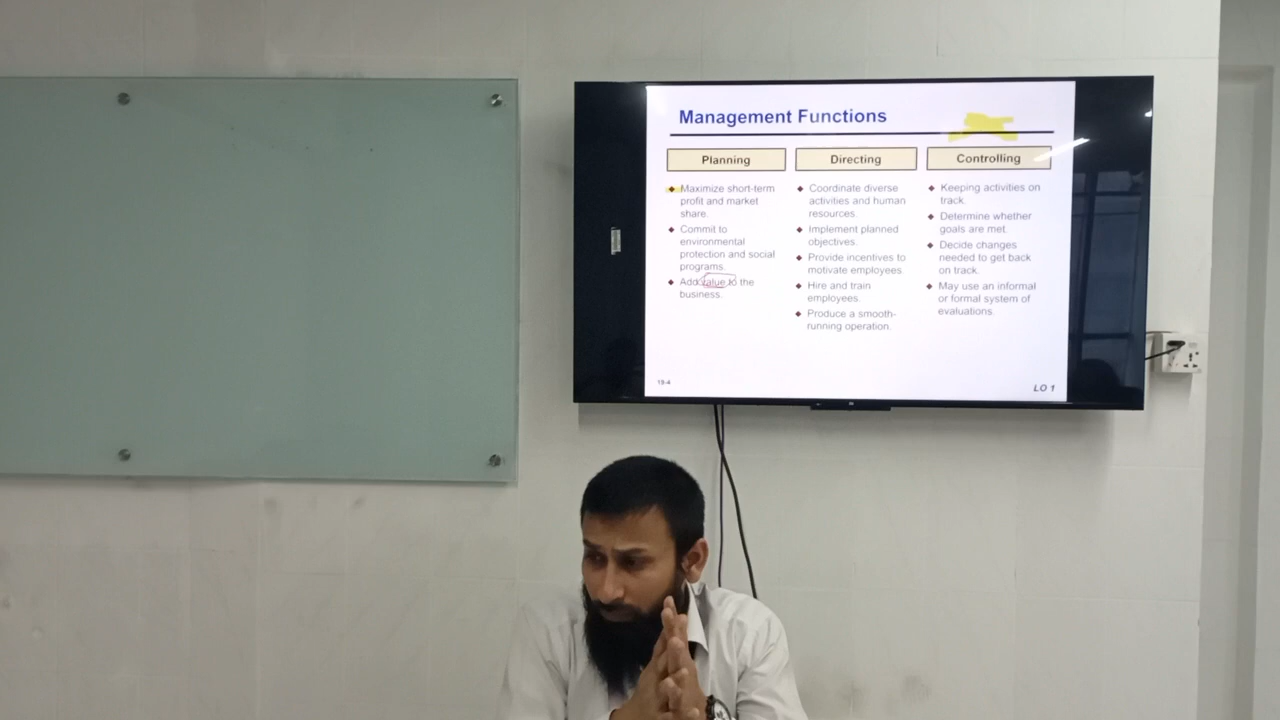 Management Functions
Planning
◆ Maximize short-term
profit and market
share.
◆ Commit to
environmental
protection and social
programs.
◆ Add value to the
business.
Directing
◆ Coordinate diverse
activities and human
resources.
◆ Implement planned
objectives.
◆ Provide incentives to
motivate employees.
◆ Hire and train
employees.
◆ Produce a smooth-
running operation.
Controlling
◆ Keeping activities on
track.
◆ Determine whether
goals are met.
◆ Decide changes
needed to get back
on track.
◆ May use an informal
or formal system of
evaluations.
18-4
LO 1